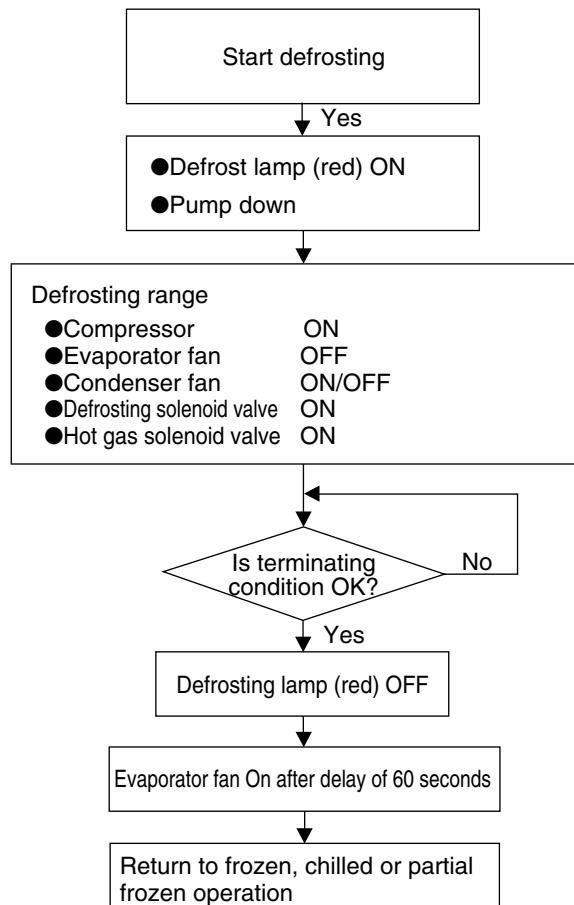 Start defrosting
Yes
●Defrost lamp (red) ON
●Pump down
Defrosting range
●Compressor ON
●Evaporator fan OFF
●Condenser fan ON/OFF
●Defrosting solenoid valve ON
●Hot gas solenoid valve ON
Is terminating
condition OK?
No
Yes
Defrosting lamp (red) OFF
Evaporator fan On after delay of 60 seconds
Return to frozen, chilled or partial
frozen operation